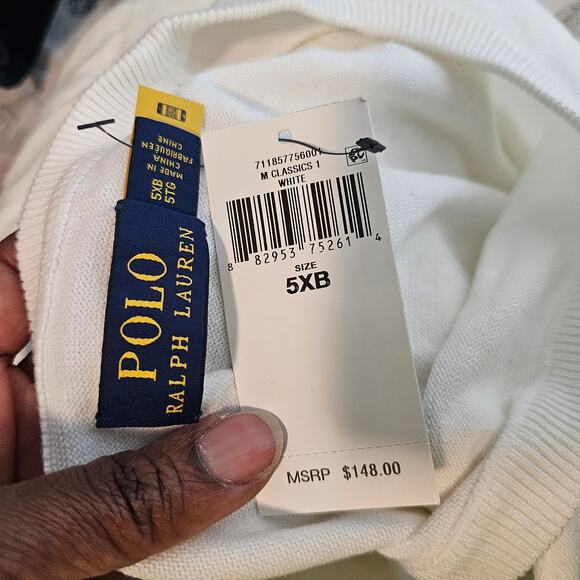 711857756001
M CLASSICS 1
WHITE
8 82953 75261 4
SIZE
5XB
MSRP $148.00
POLO
RALPH LAUREN
5XB
5TG
MADE IN
CHINA
FABRIQUÉ EN
CHINE